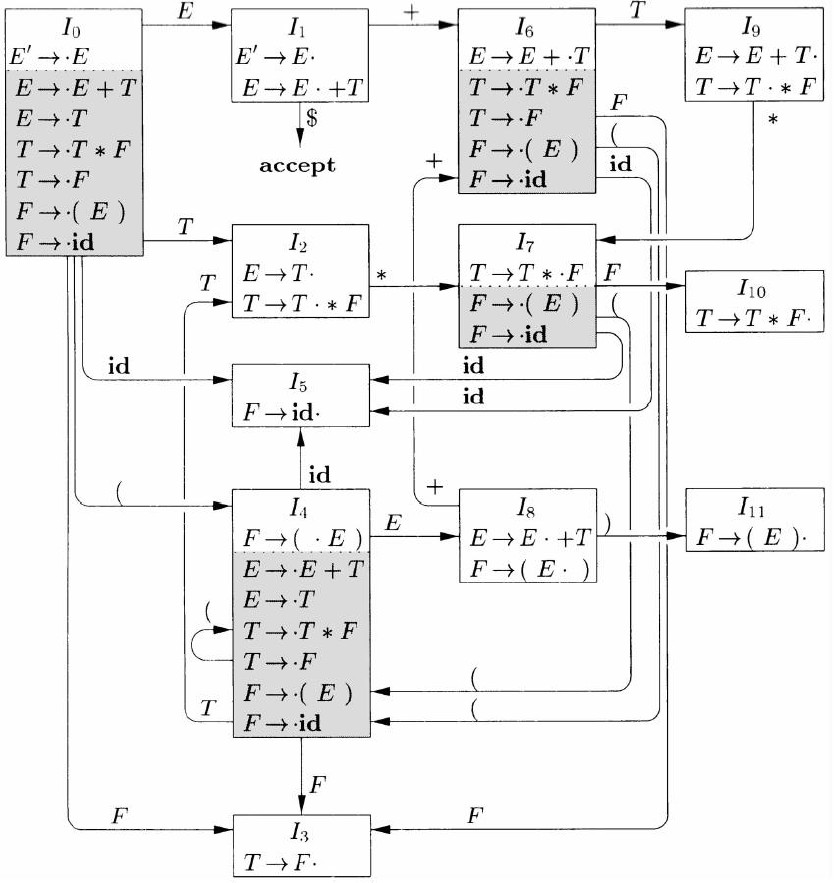 I₀
E′ → ·E
E → ·E + T
E → ·T
T → ·T * F
T → ·F
F → ·( E )
F → ·id
E
I₁
E′ → E·
E → E · +T
$
accept
+
I₆
E → E + ·T
T → ·T * F
T → ·F
F → ·( E )
F → ·id
T
I₉
E → E + T·
T → T · * F
*
F
(
id
+
T
I₂
E → T·
T → T · * F
*
T
I₇
T → T * ·F
F → ·( E )
F → ·id
F
(
I₁₀
T → T * F·
id
I₅
F → id·
id
id
id
(
I₄
F → ( · E )
E → ·E + T
E → ·T
T → ·T * F
T → ·F
F → ·( E )
F → ·id
E
+
I₈
E → E · +T
F → ( E · )
)
I₁₁
F → ( E )·
(
T
(
(
F
F
I₃
T → F·
F